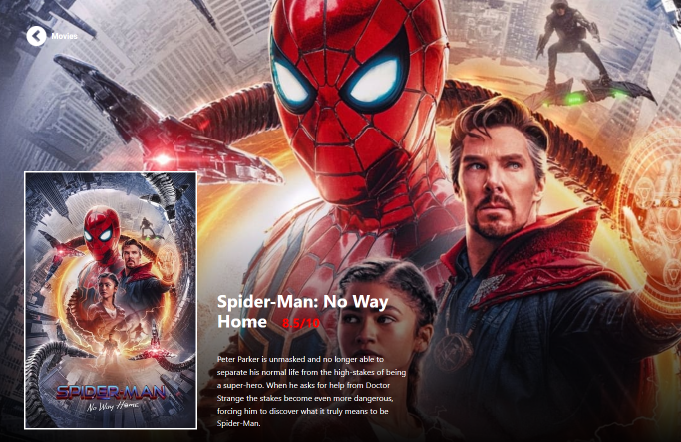 Movies
Spider-Man: No Way
Home 8.5/10
SPIDER-MAN
No Way Home
Peter Parker is unmasked and no longer able to
separate his normal life from the high-stakes of being
a super-hero. When he asks for help from Doctor
Strange the stakes become even more dangerous,
forcing him to discover what it truly means to be
Spider-Man.